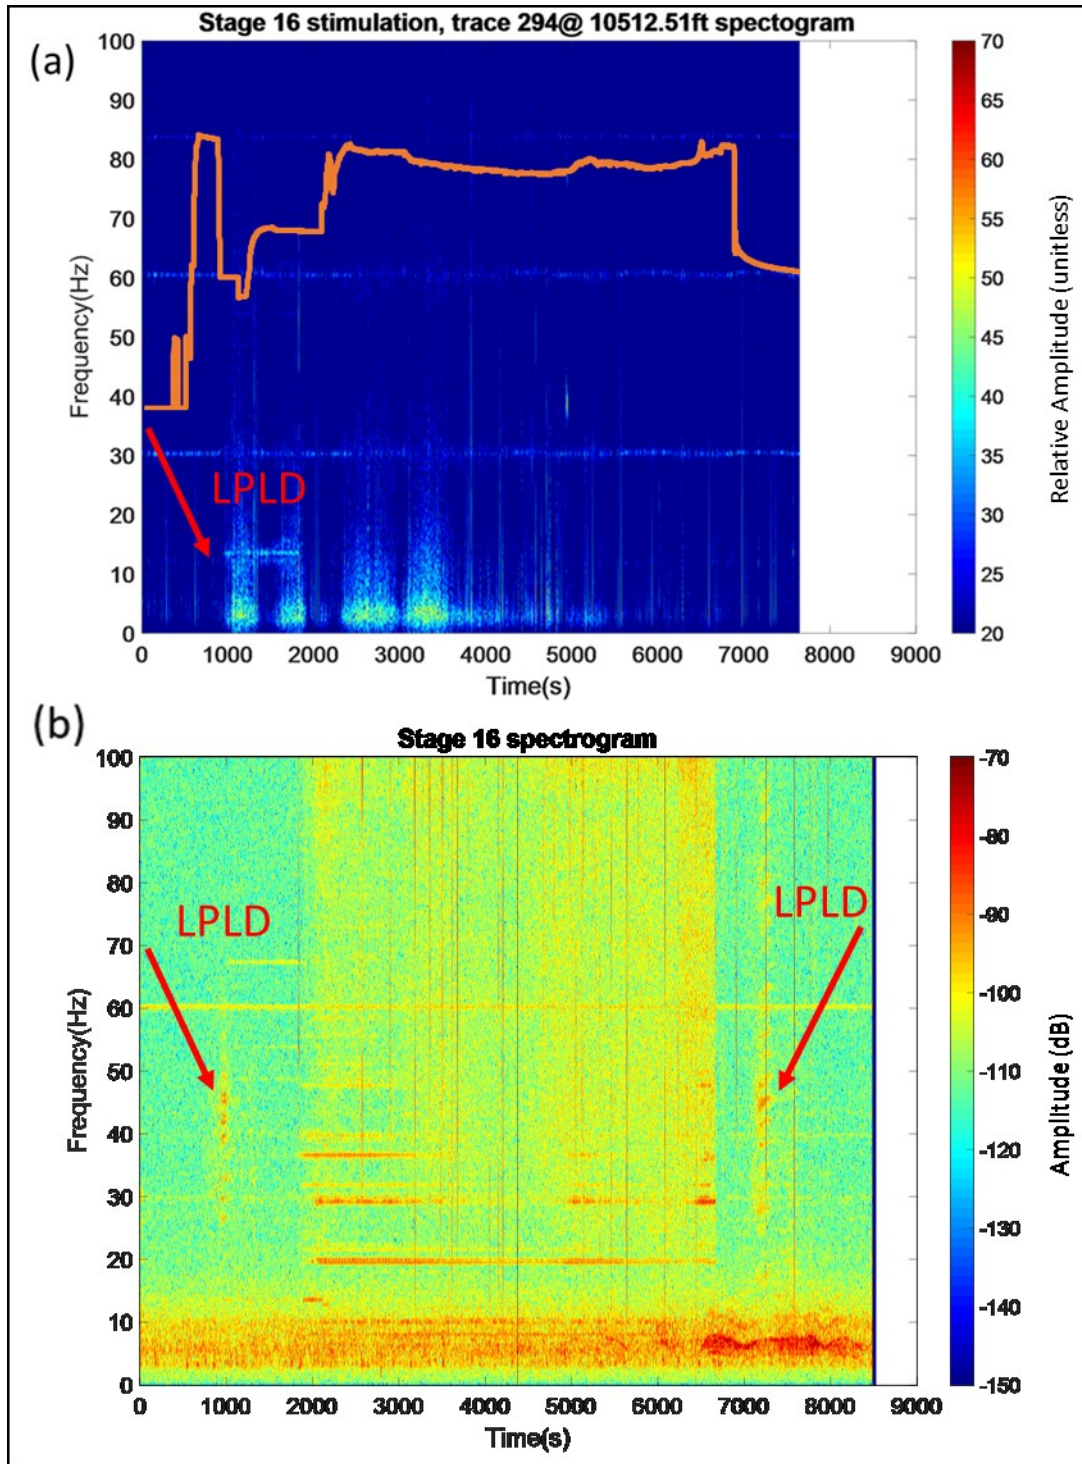 (a)
Stage 16 stimulation, trace 294@ 10512.51ft spectogram
100
90
80
70
60
50
40
30
20
10
0
Frequency(Hz)
LPLD
0 1000 2000 3000 4000 5000 6000 7000 8000 9000
Time(s)
70
65
60
55
50
45
40
35
30
25
20
Relative Amplitude (unitless)
(b)
Stage 16 spectrogram
100
90
80
70
60
50
40
30
20
10
0
Frequency(Hz)
LPLD
LPLD
0 1000 2000 3000 4000 5000 6000 7000 8000 9000
Time(s)
-70
-80
-90
-100
-110
-120
-130
-140
-150
Amplitude (dB)